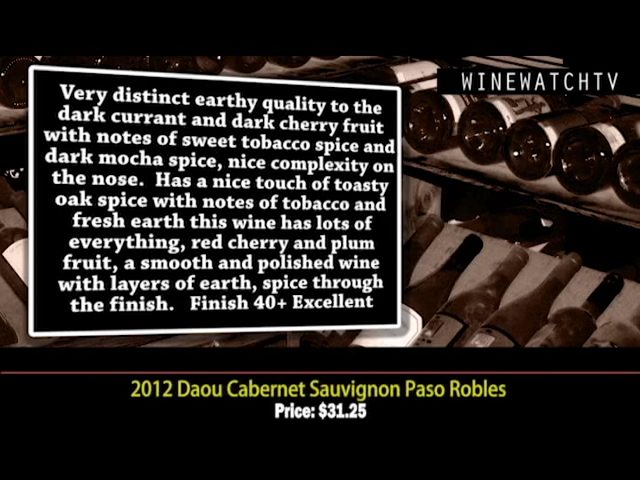 WINEWATCHTV
Very distinct earthy quality to the
dark currant and dark cherry fruit
with notes of sweet tobacco spice and
dark mocha spice, nice complexity on
the nose. Has a nice touch of toasty
oak spice with notes of tobacco and
fresh earth this wine has lots of
everything, red cherry and plum
fruit, a smooth and polished wine
with layers of earth, spice through
the finish. Finish 40+ Excellent
2012 Daou Cabernet Sauvignon Paso Robles
Price: $31.25